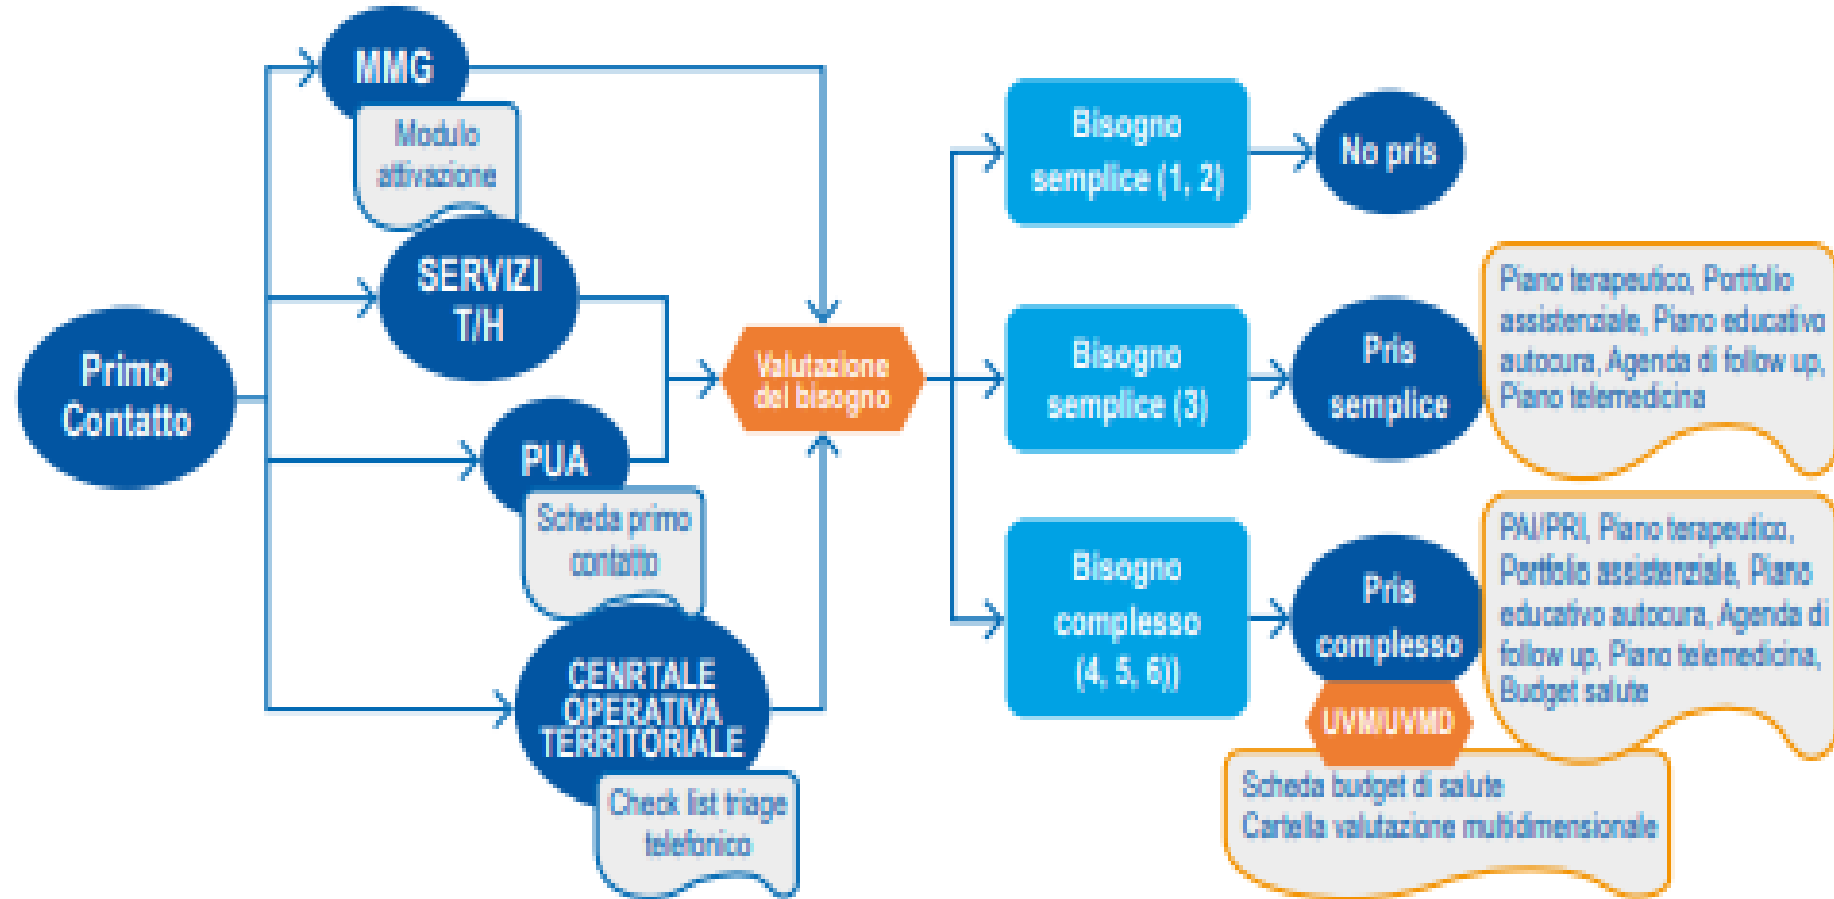 Primo
Contatto
MMG
Modulo
attivazione
SERVIZI
T/H
PUA
Scheda primo
contatto
CENRTALE
OPERATIVA
TERRITORIALE
Check list triage
telefonico
Valutazione
del bisogno
Bisogno
semplice (1, 2)
No pris
Bisogno
semplice (3)
Pris
semplice
Piano terapeutico, Portfolio
assistenziale, Piano educativo
autocura, Agenda di follow up,
Piano telemedicina
Bisogno
complesso
(4, 5, 6))
Pris
complesso
UVM/UVMD
PAI/PRI, Piano terapeutico,
Portfolio assistenziale, Piano
educativo autocura, Agenda di
follow up, Piano telemedicina,
Budget salute
Scheda budget di salute
Cartella valutazione multidimensionale